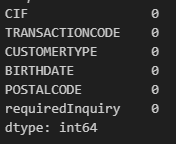 CIF 0
TRANSACTIONCODE 0
CUSTOMERTYPE 0
BIRTHDATE 0
POSTALCODE 0
requiredInquiry 0
dtype: int64